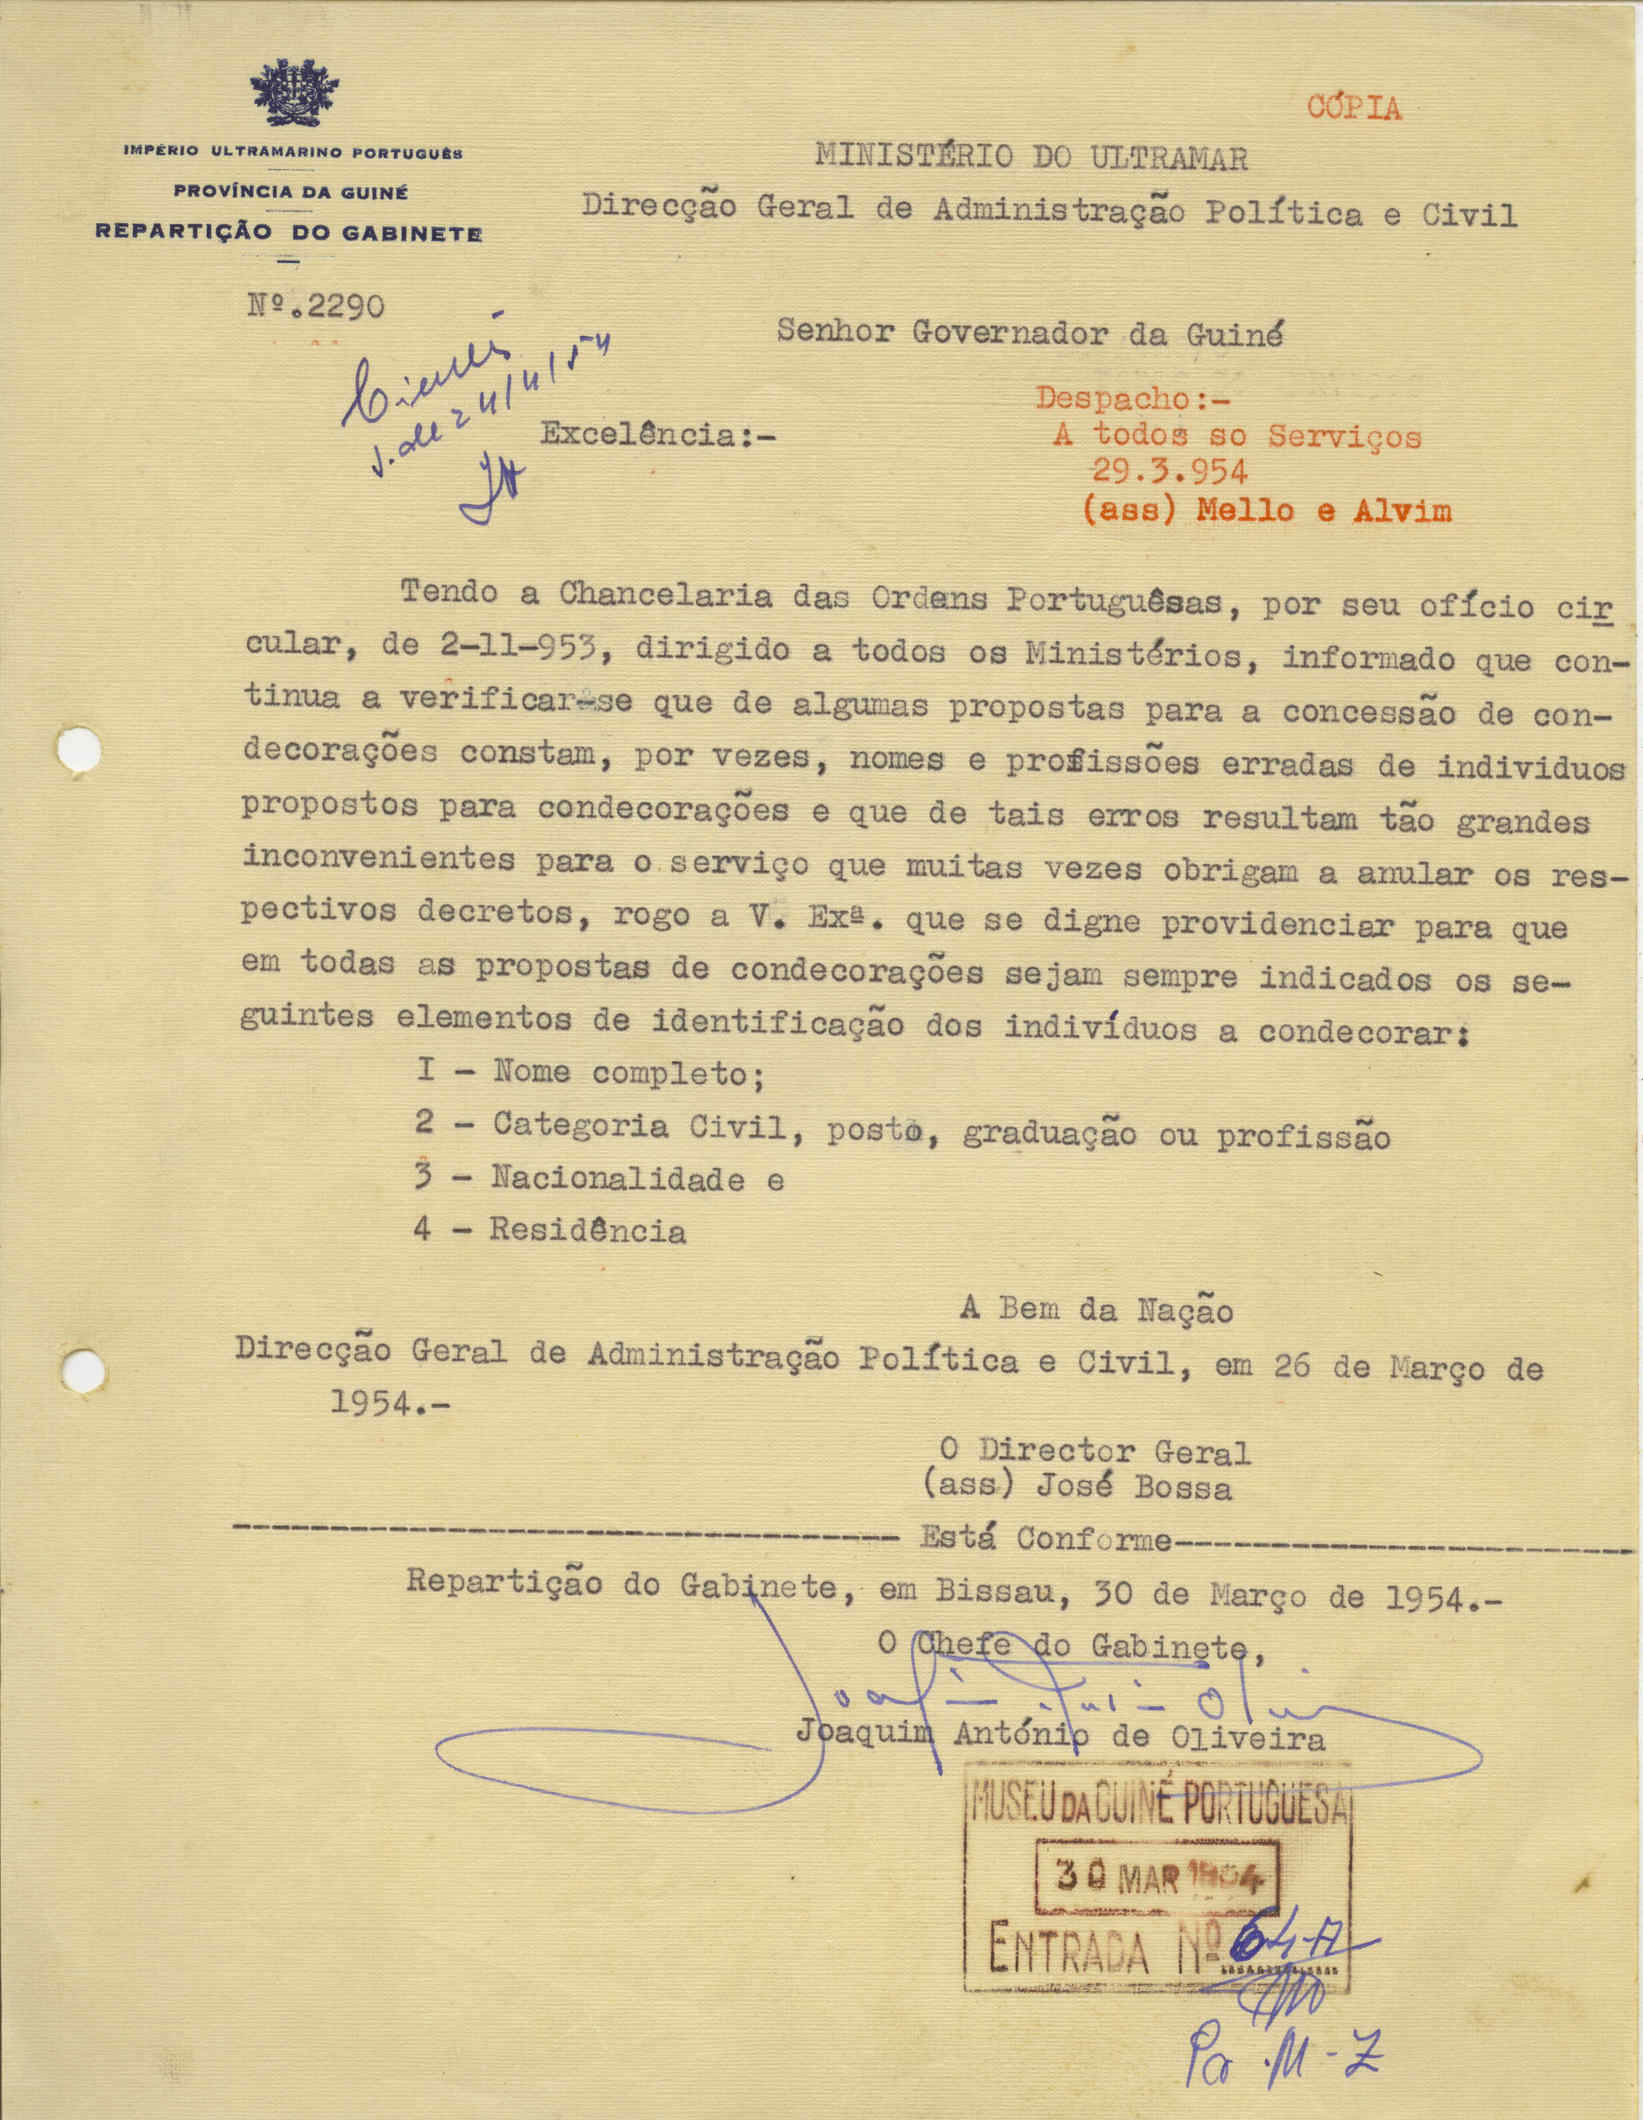 CÓPIA
IMPÉRIO ULTRAMARINO PORTUGUÊS
PROVÍNCIA DA GUINÉ
REPARTIÇÃO DO GABINETE
MINISTÉRIO DO ULTRAMAR
Direcção Geral de Administração Política e Civil
Nº.2290
Senhor Governador da Guiné
24/4/54
Excelência:-
Despacho:-
A todos so Serviços
29.3.954
(ass) Mello e Alvim
Tendo a Chancelaria das Ordens Portuguêsas, por seu ofício cir
cular, de 2-11-953, dirigido a todos os Ministérios, informado que con-
tinua a verificar-se que de algumas propostas para a concessão de con-
decorações constam, por vezes, nomes e profissões erradas de individuos
propostos para condecorações e que de tais erros resultam tão grandes
inconvenientes para o serviço que muitas vezes obrigam a anular os res-
pectivos decretos, rogo a V. Exª. que se digne providenciar para que
em todas as propostas de condecorações sejam sempre indicados os se-
guintes elementos de identificação dos indivíduos a condecorar:
I - Nome completo;
2 - Categoria Civil, posto, graduação ou profissão
3 - Nacionalidade e
4 - Residência
A Bem da Nação
Direcção Geral de Administração Política e Civil, em 26 de Março de
1954.-
O Director Geral
(ass) José Bossa
---------------------------------- Está Conforme------------------------
Repartição do Gabinete, em Bissau, 30 de Março de 1954.-
O Chefe do Gabinete,
Joaquim António de Oliveira
MUSEU DA GUINÉ PORTUGUESA
30 MAR 1954
ENTRADA Nº 64-A
M-Z